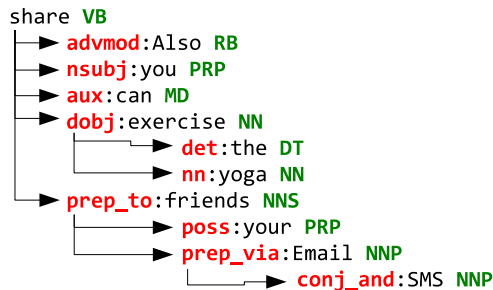 share VB
advmod:Also RB
nsubj:you PRP
aux:can MD
dobj:exercise NN
det:the DT
nn:yoga NN
prep_to:friends NNS
poss:your PRP
prep_via:Email NNP
conj_and:SMS NNP